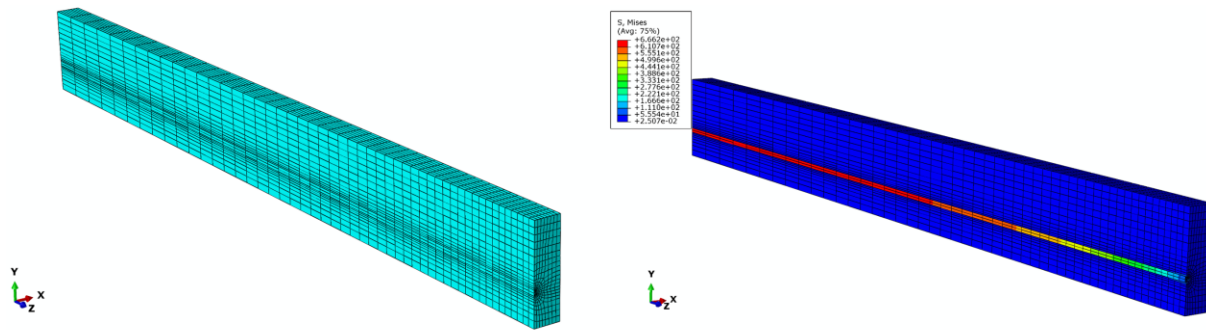 Y
X
Z
S, Mises
(Avg: 75%)
+6.662e+02
+6.107e+02
+5.551e+02
+4.996e+02
+4.441e+02
+3.886e+02
+3.331e+02
+2.776e+02
+2.221e+02
+1.666e+02
+1.110e+02
+5.554e+01
+2.507e-02
Y
X
Z